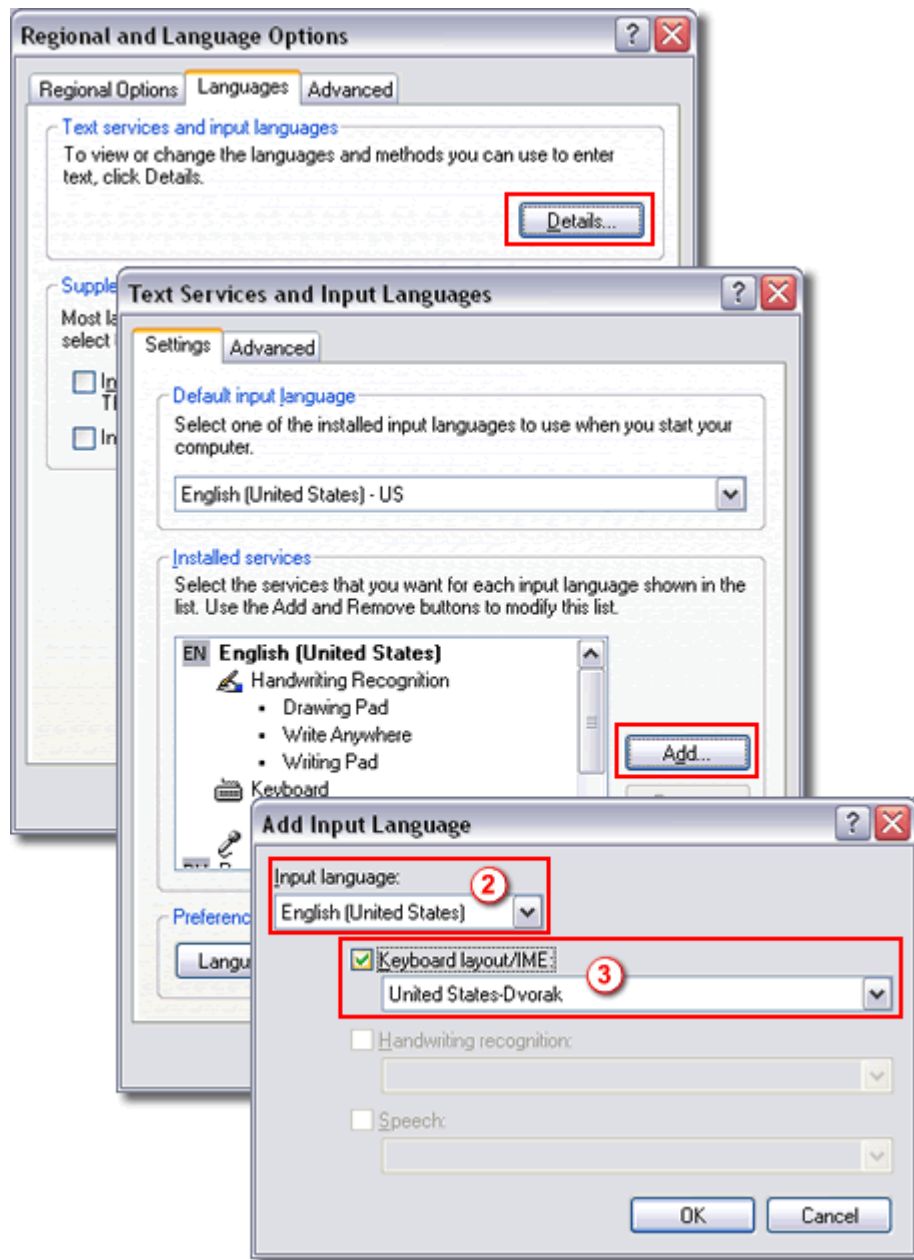 Regional and Language Options
Regional Options Languages Advanced
Text services and input languages
To view or change the languages and methods you can use to enter
text, click Details.
Details...
Text Services and Input Languages
Most
select
In
In
Settings Advanced
Default input language
Select one of the installed input languages to use when you start your
computer.
English (United States) - US
Installed services
Select the services that you want for each input language shown in the
list. Use the Add and Remove buttons to modify this list.
EN English (United States)
Handwriting Recognition
• Drawing Pad
• Write Anywhere
• Writing Pad
Add...
Keyboard
Add Input Language
Input language:
2
English (United States)
Keyboard layout/IME:
3
United States-Dvorak
Handwriting recognition:
Speech:
OK Cancel